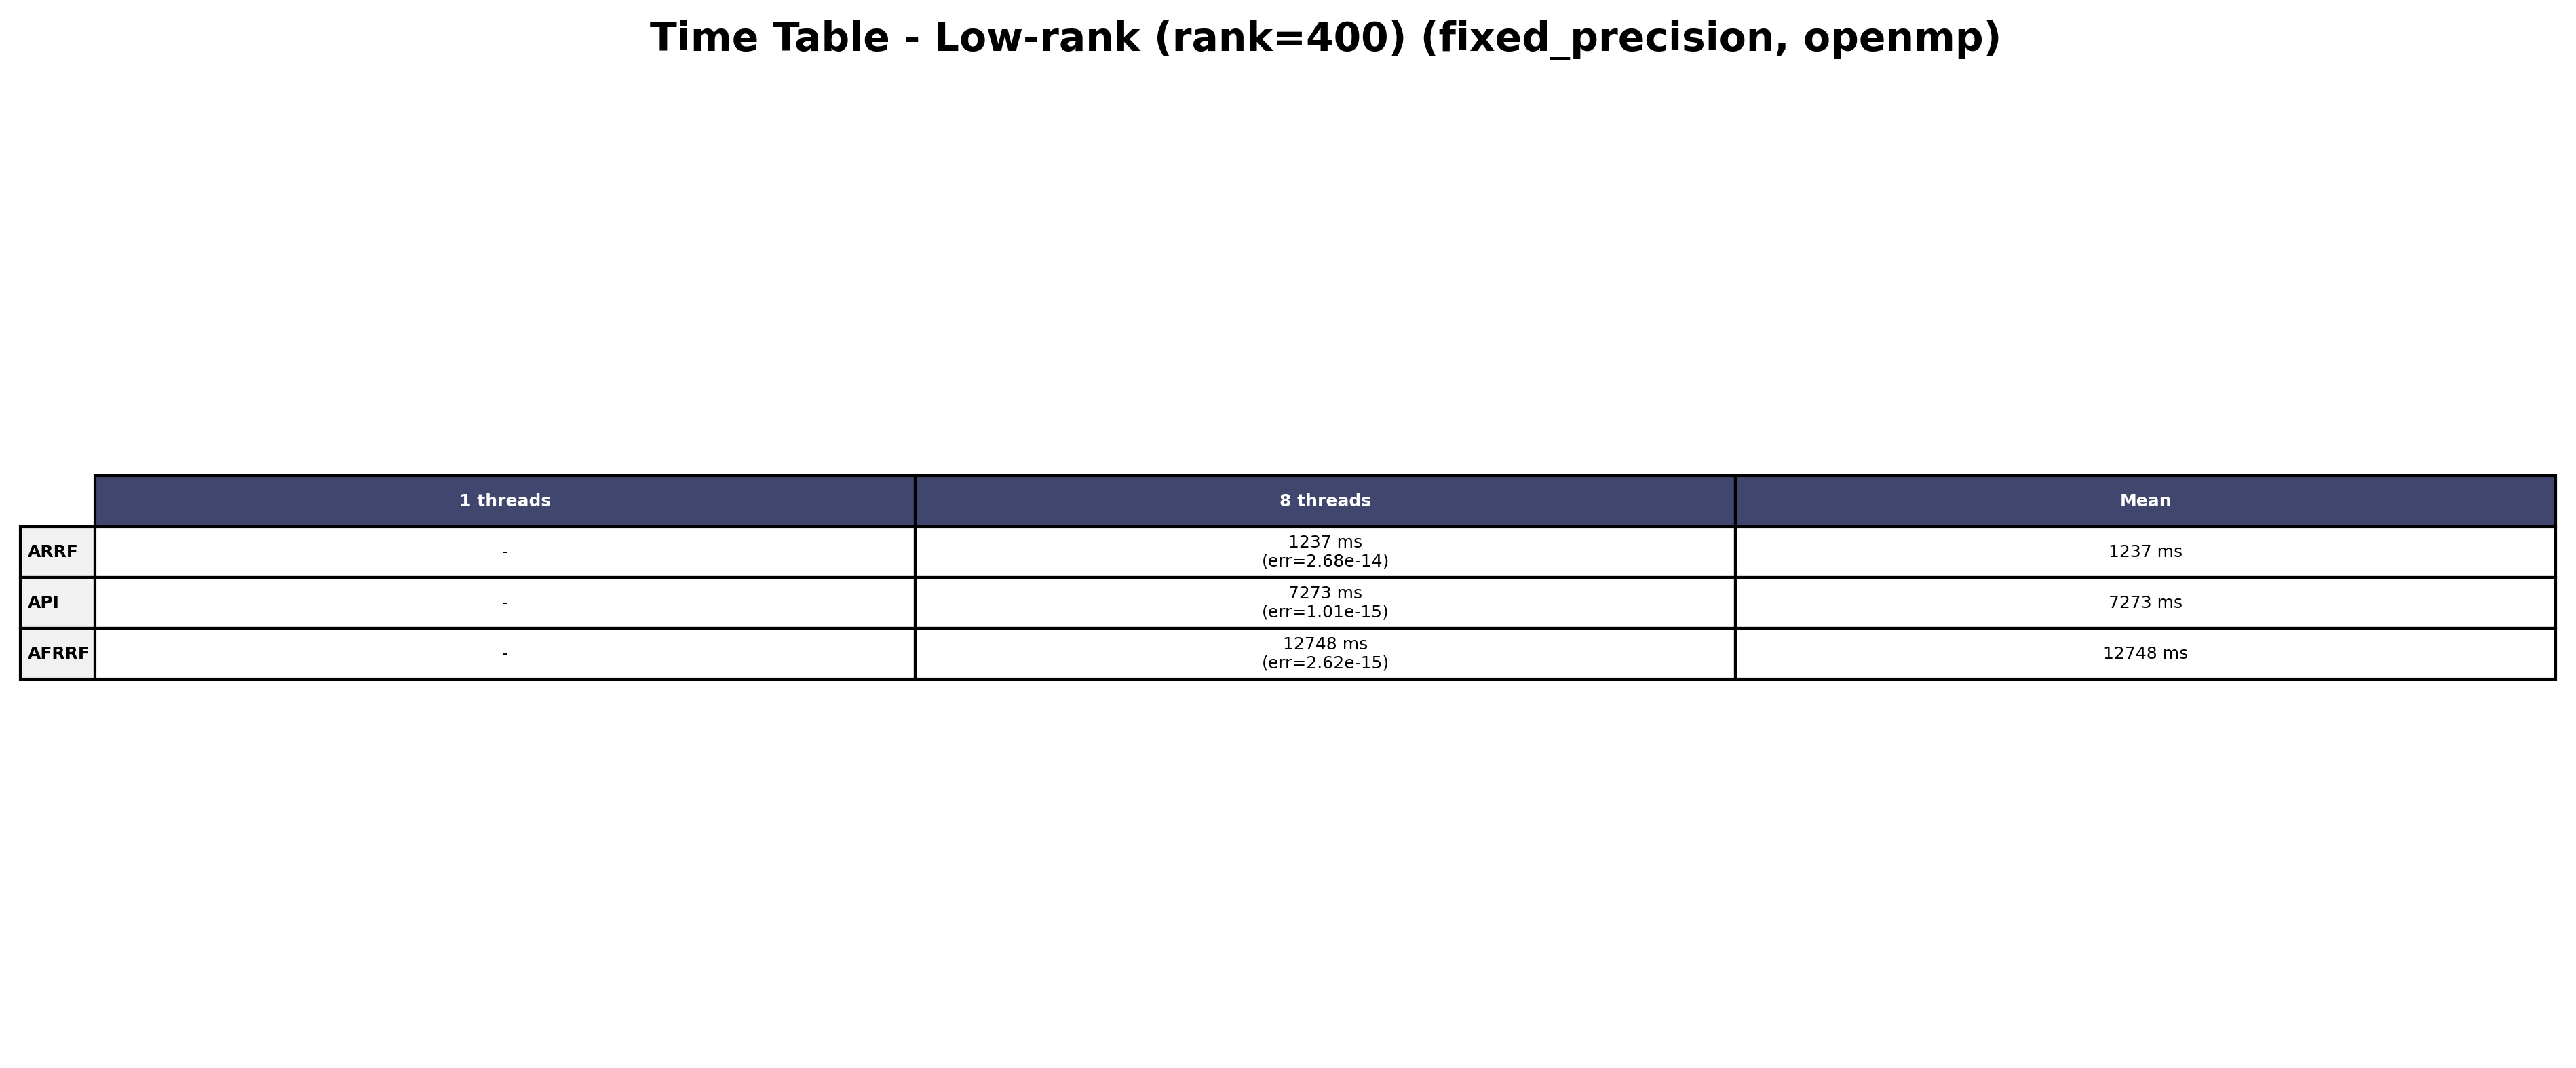 Time Table - Low-rank (rank=400) (fixed_precision, openmp)
1 threads 8 threads Mean
ARRF - 1237 ms (err=2.68e-14) 1237 ms
API - 7273 ms (err=1.01e-15) 7273 ms
AFRRF - 12748 ms (err=2.62e-15) 12748 ms